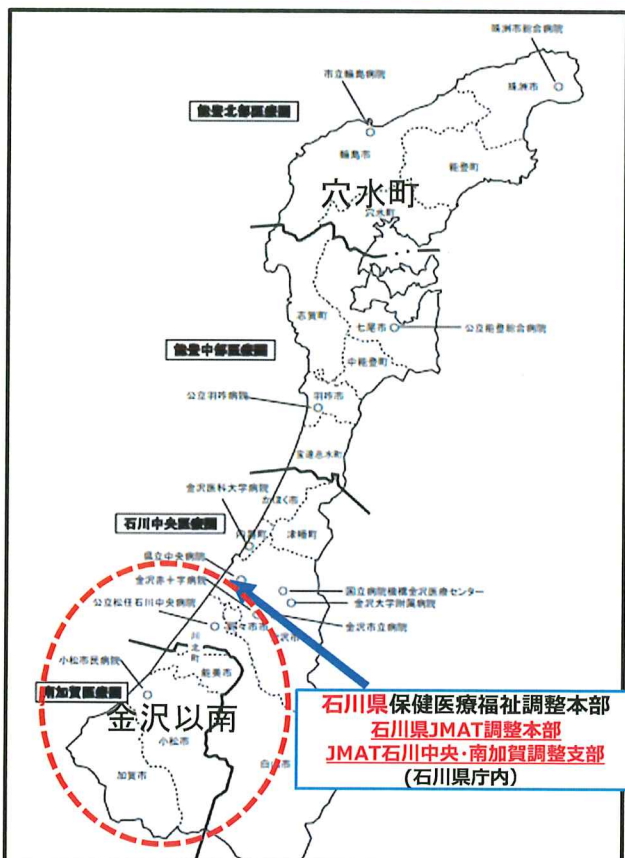 珠洲市総合病院
市立輪島病院
珠洲市
能登北部医療圏
輪島市
能登町
穴水町
穴水町
志賀町
七尾市
公立能登総合病院
能登中部医療圏
中能登町
公立羽咋病院
羽咋市
宝達志水町
金沢医科大学病院
かほく市
石川中央医療圏
内灘町
津幡町
県立中央病院
金沢赤十字病院
国立病院機構金沢医療センター
金沢大学附属病院
公立松任石川中央病院
々市市
金沢市
金沢市立病院
川北町
小松市民病院
能美市
南加賀医療圏
金沢以南
小松市
加賀市
白山市
石川県保健医療福祉調整本部
石川県JMAT調整本部
JMAT石川中央・南加賀調整支部
(石川県庁内)